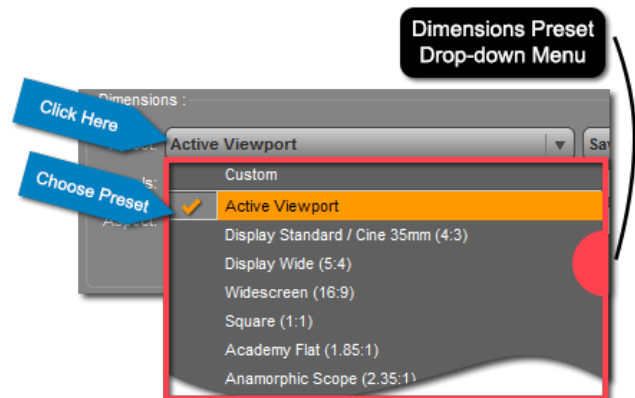 Dimensions Preset
Drop-down Menu
Dimensions :
Click Here
Active Viewport
Custom
Choose Preset
Active Viewport
Aspect:
Display Standard / Cine 35mm (4:3)
Display Wide (5:4)
Widescreen (16:9)
Square (1:1)
Academy Flat (1.85:1)
Anamorphic Scope (2.35:1)